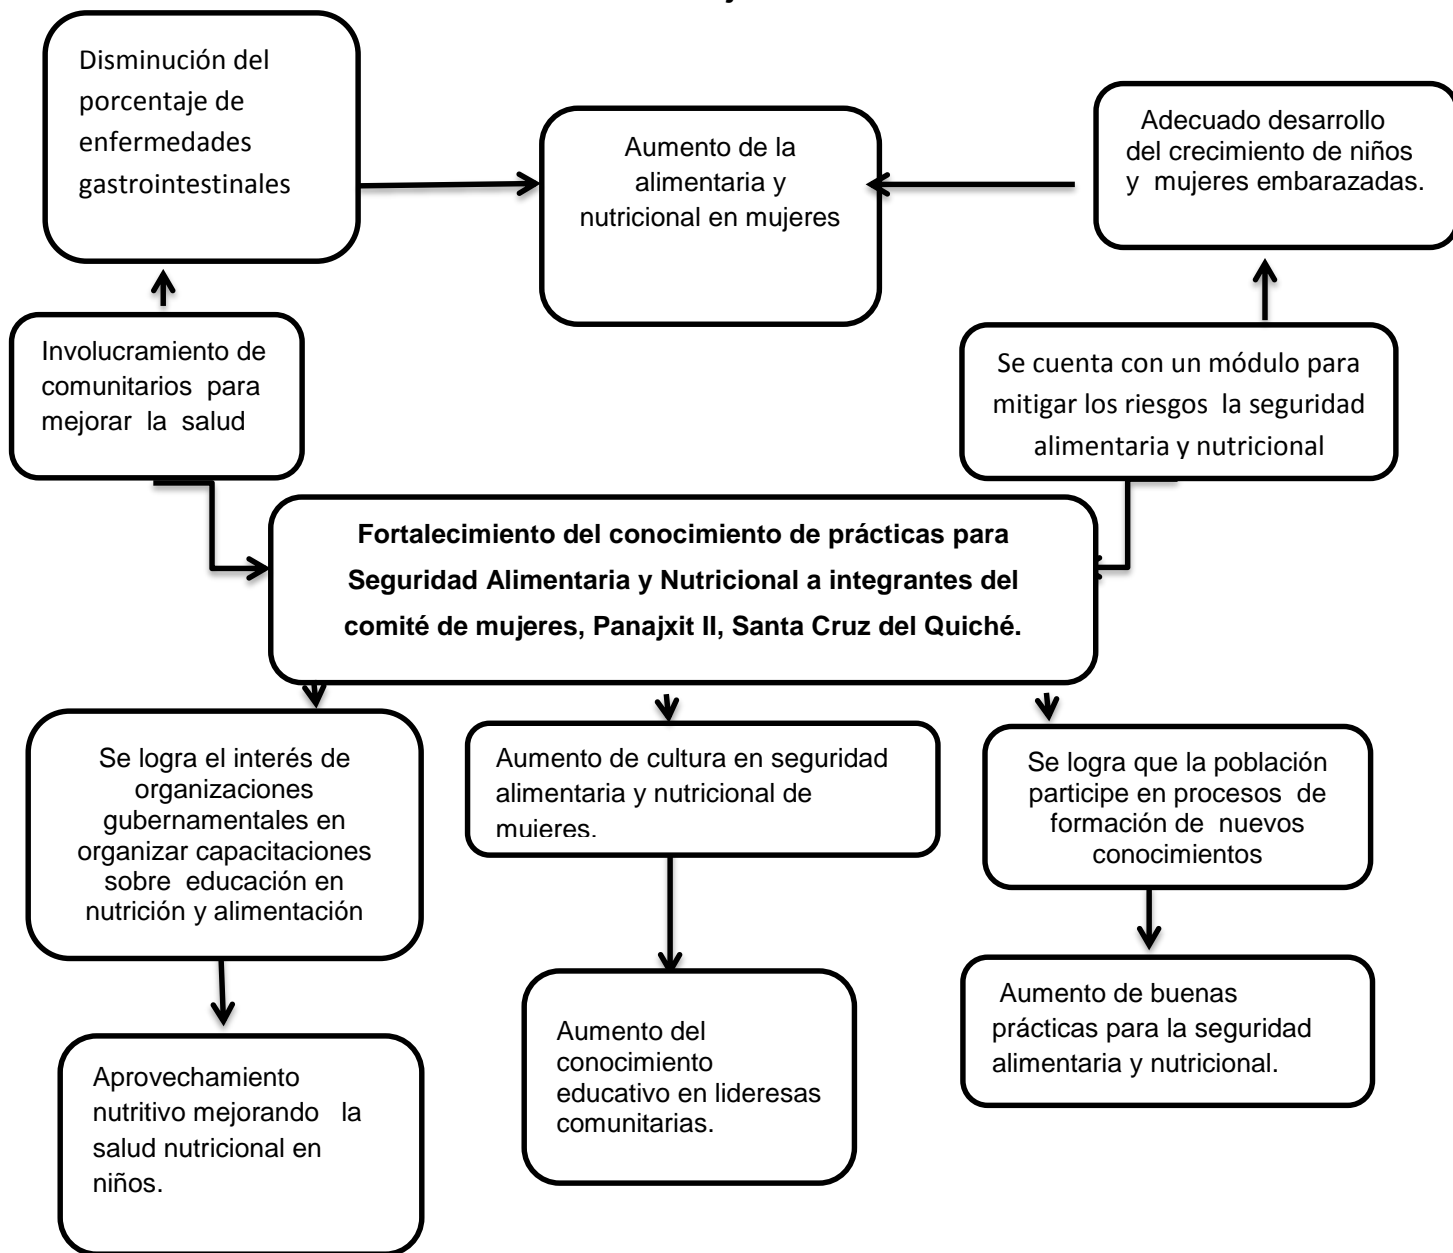 Disminución del
porcentaje de
enfermedades
gastrointestinales
Aumento de la
alimentaria y
nutricional en mujeres
Adecuado desarrollo
del crecimiento de niños
y mujeres embarazadas.
Involucramiento de
comunitarios para
mejorar la salud
Se cuenta con un módulo para
mitigar los riesgos la seguridad
alimentaria y nutricional
Fortalecimiento del conocimiento de prácticas para
Seguridad Alimentaria y Nutricional a integrantes del
comité de mujeres, Panajxit II, Santa Cruz del Quiché.
Se logra el interés de
organizaciones
gubernamentales en
organizar capacitaciones
sobre educación en
nutrición y alimentación
Aumento de cultura en seguridad
alimentaria y nutricional de
mujeres.
Se logra que la población
participe en procesos de
formación de nuevos
conocimientos
Aprovechamiento
nutritivo mejorando la
salud nutricional en
niños.
Aumento del
conocimiento
educativo en lideresas
comunitarias.
Aumento de buenas
prácticas para la seguridad
alimentaria y nutricional.